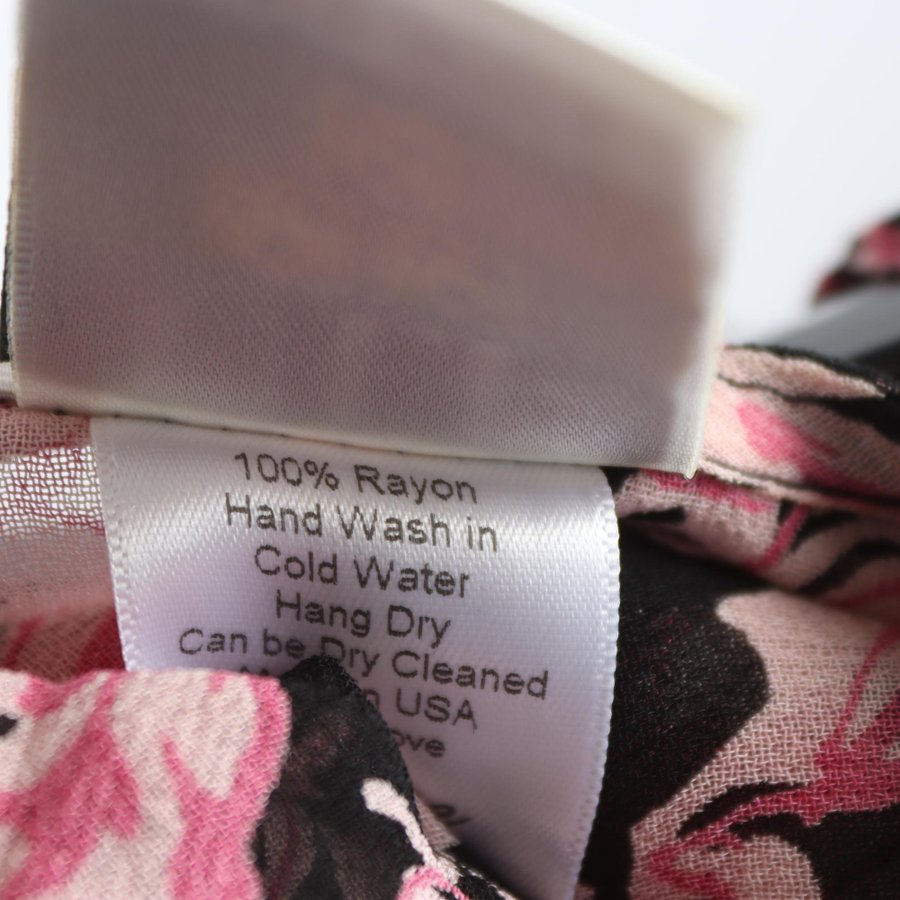 100% Rayon
Hand Wash in
Cold Water
Hang Dry
Can be Dry Cleaned
USA